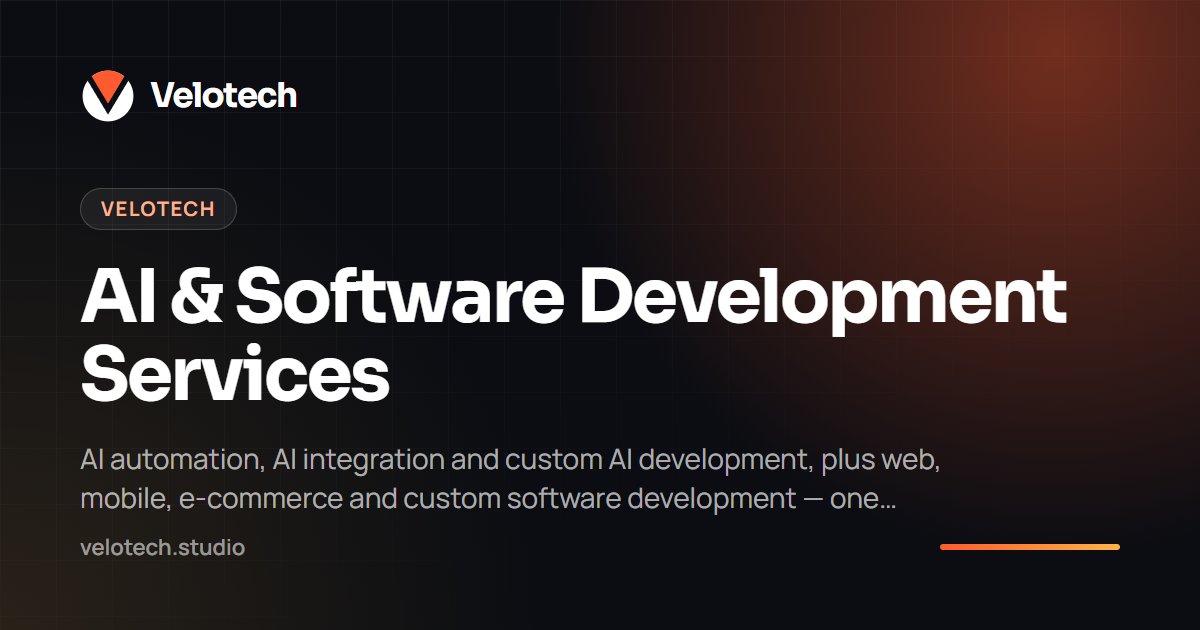 Velotech
VELOTECH
AI & Software Development
Services
AI automation, AI integration and custom AI development, plus web,
mobile, e-commerce and custom software development — one...
velotech.studio